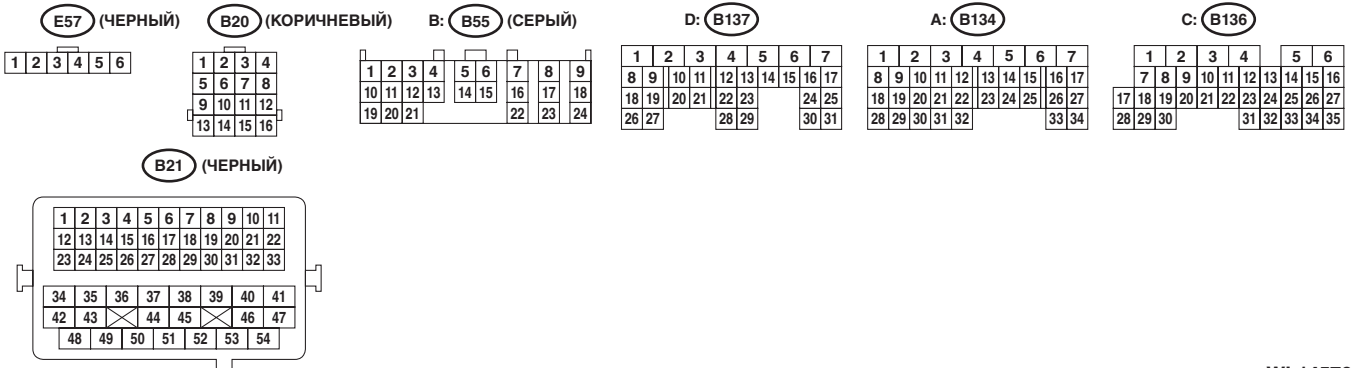 E57 (ЧЕРНЫЙ) B20 (КОРИЧНЕВЫЙ) B: B55 (СЕРЫЙ) D: B137 A: B134 C: B136
1 2 3 4 5 6
1 2 3 4
5 6 7 8
9 10 11 12
13 14 15 16
1 2 3 4 5 6 7 8 9
10 11 12 13 14 15 16 17 18
19 20 21 22 23 24
1 2 3 4 5 6 7
8 9 10 11 12 13 14 15 16 17
18 19 20 21 22 23 24 25
26 27 28 29 30 31
1 2 3 4 5 6 7
8 9 10 11 12 13 14 15 16 17
18 19 20 21 22 23 24 25 26 27
28 29 30 31 32 33 34
1 2 3 4 5 6
7 8 9 10 11 12 13 14 15 16
17 18 19 20 21 22 23 24 25 26 27
28 29 30 31 32 33 34 35
B21 (ЧЕРНЫЙ)
1 2 3 4 5 6 7 8 9 10 11
12 13 14 15 16 17 18 19 20 21 22
23 24 25 26 27 28 29 30 31 32 33
34 35 36 37 38 39 40 41
42 43 44 45 46 47
48 49 50 51 52 53 54